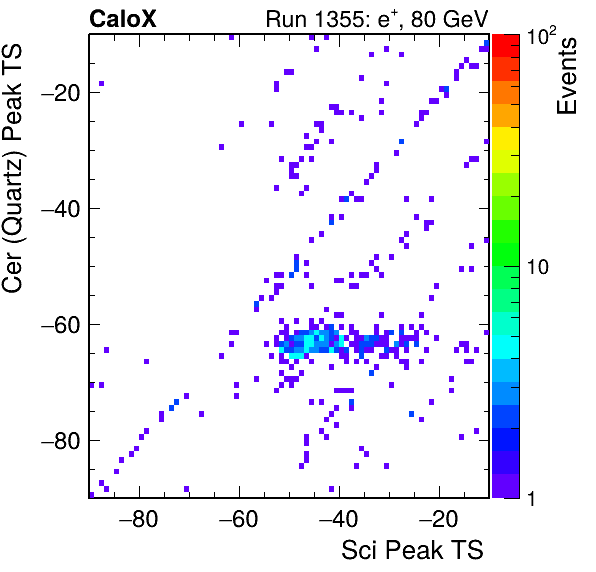 CaloX Run 1355: e+, 80 GeV
Cer (Quartz) Peak TS
−20
−40
−60
−80
−80 −60 −40 −20
Sci Peak TS
10²
10
1
Events